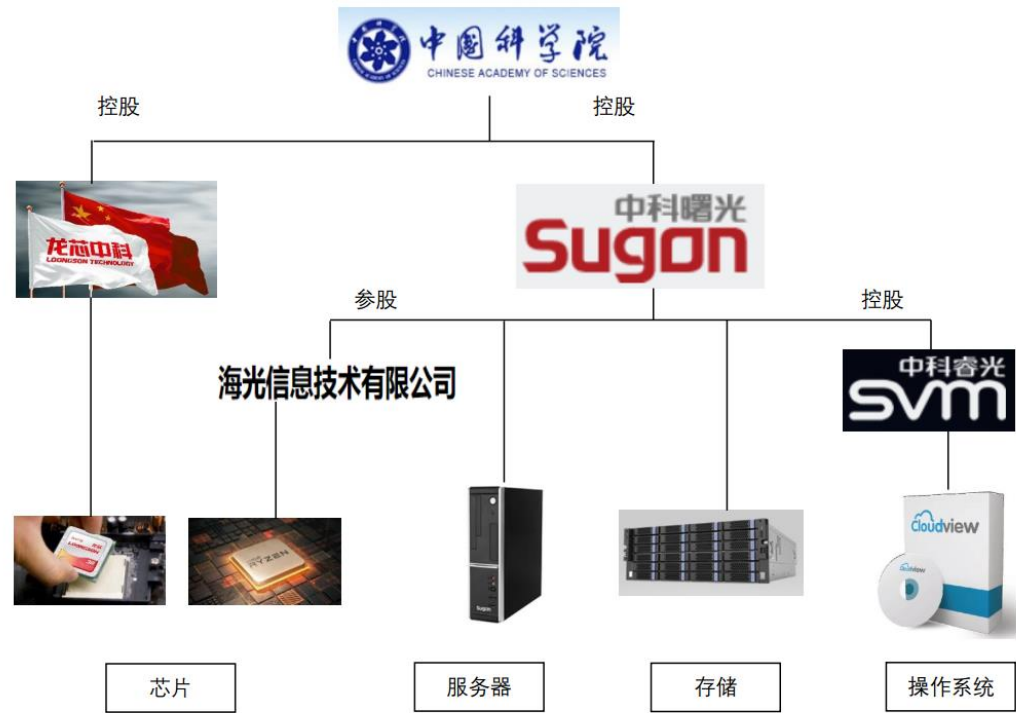 中国科学院
CHINESE ACADEMY OF SCIENCES
控股
控股
龙芯中科
LOONGSON TECHNOLOGY
中科曙光
Sugon
参股
控股
海光信息技术有限公司
中科睿光
SVM
LOONGSON
RYZEN
Sugon
Cloudview
Cloudview
芯片
服务器
存储
操作系统